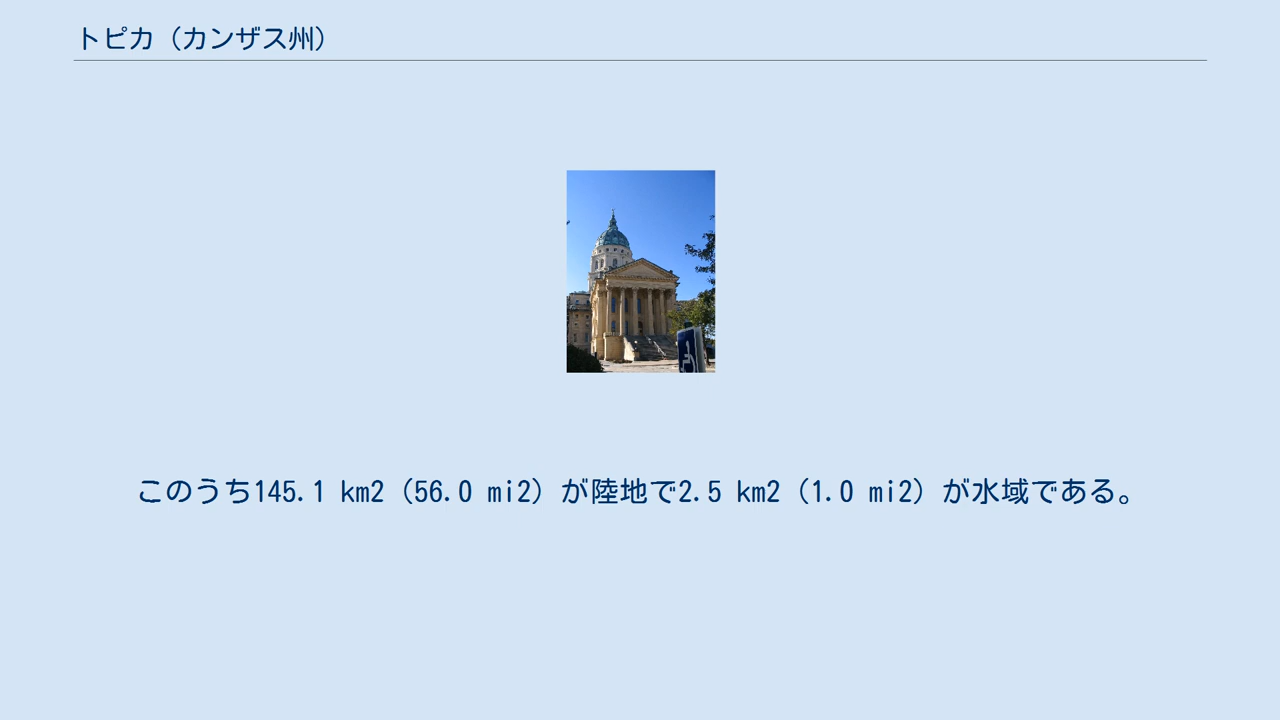 トピカ（カンザス州）
このうち145.1 km2（56.0 mi2）が陸地で2.5 km2（1.0 mi2）が水域である。